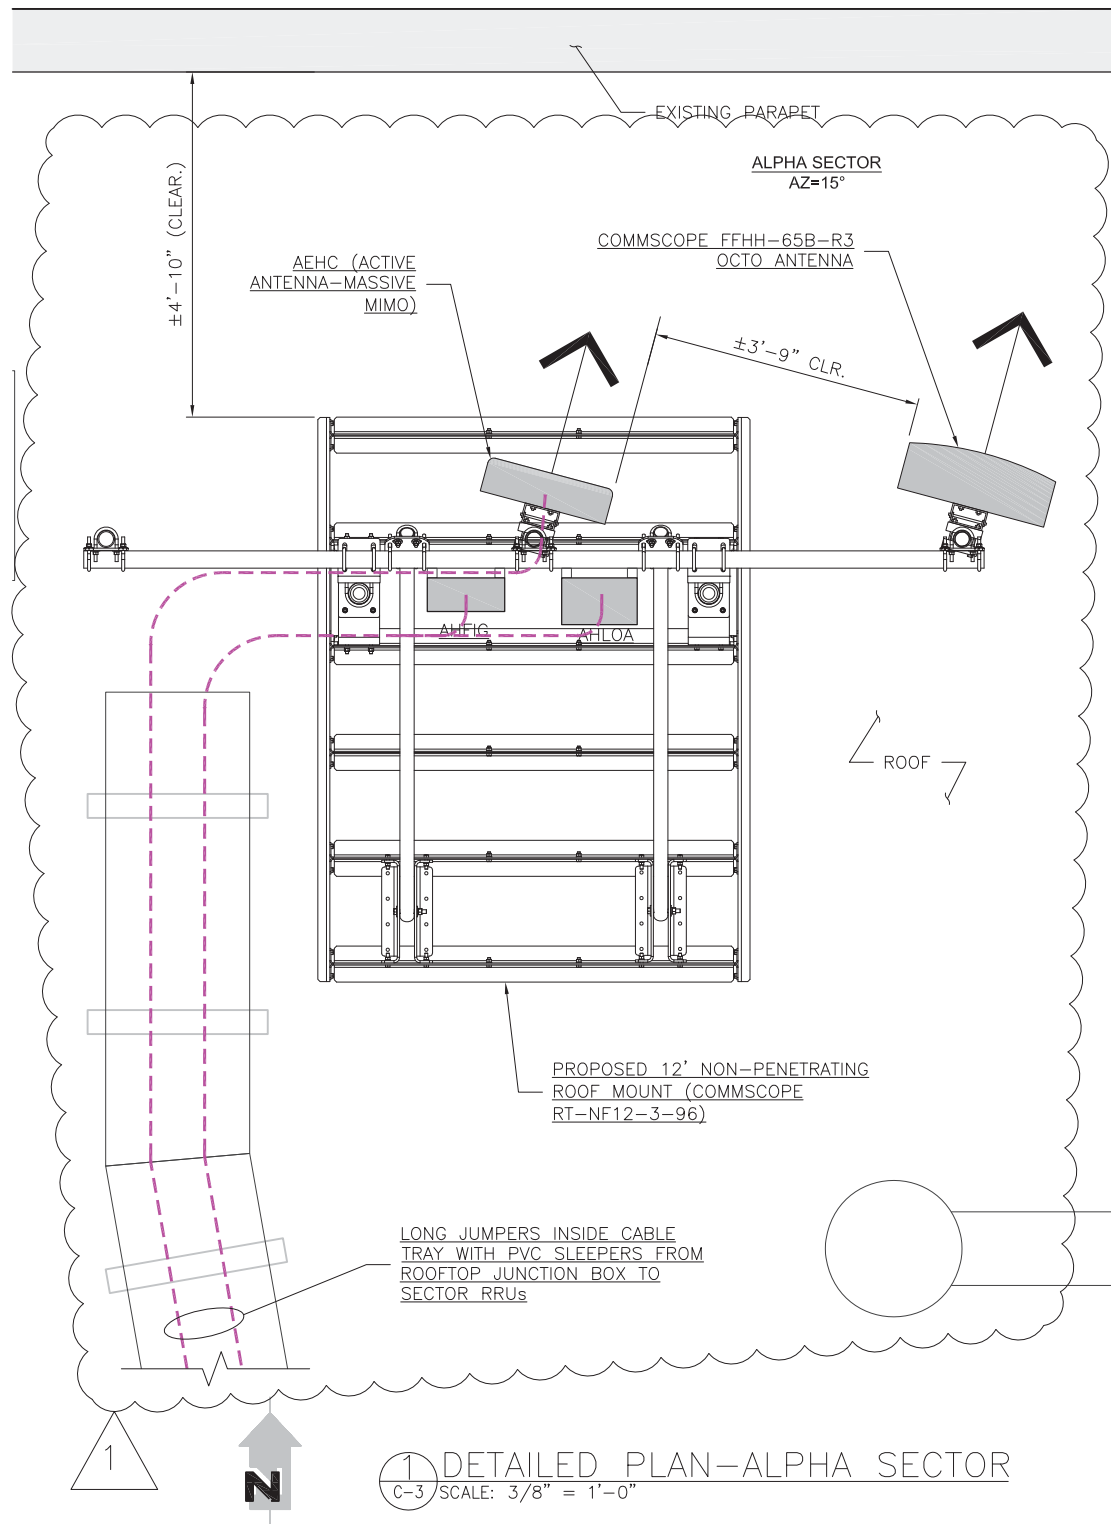 EXISTING PARAPET
ALPHA SECTOR
AZ=15°
±4'-10" (CLEAR.)
COMMSCOPE FFHH-65B-R3
OCTO ANTENNA
AEHC (ACTIVE
ANTENNA-MASSIVE
MIMO)
±3'-9" CLR.
AHFIG
AHLOA
ROOF
PROPOSED 12' NON-PENETRATING
ROOF MOUNT (COMMSCOPE
RT-NF12-3-96)
LONG JUMPERS INSIDE CABLE
TRAY WITH PVC SLEEPERS FROM
ROOFTOP JUNCTION BOX TO
SECTOR RRUs
1
N
1
C-3
DETAILED PLAN-ALPHA SECTOR
SCALE: 3/8" = 1'-0"